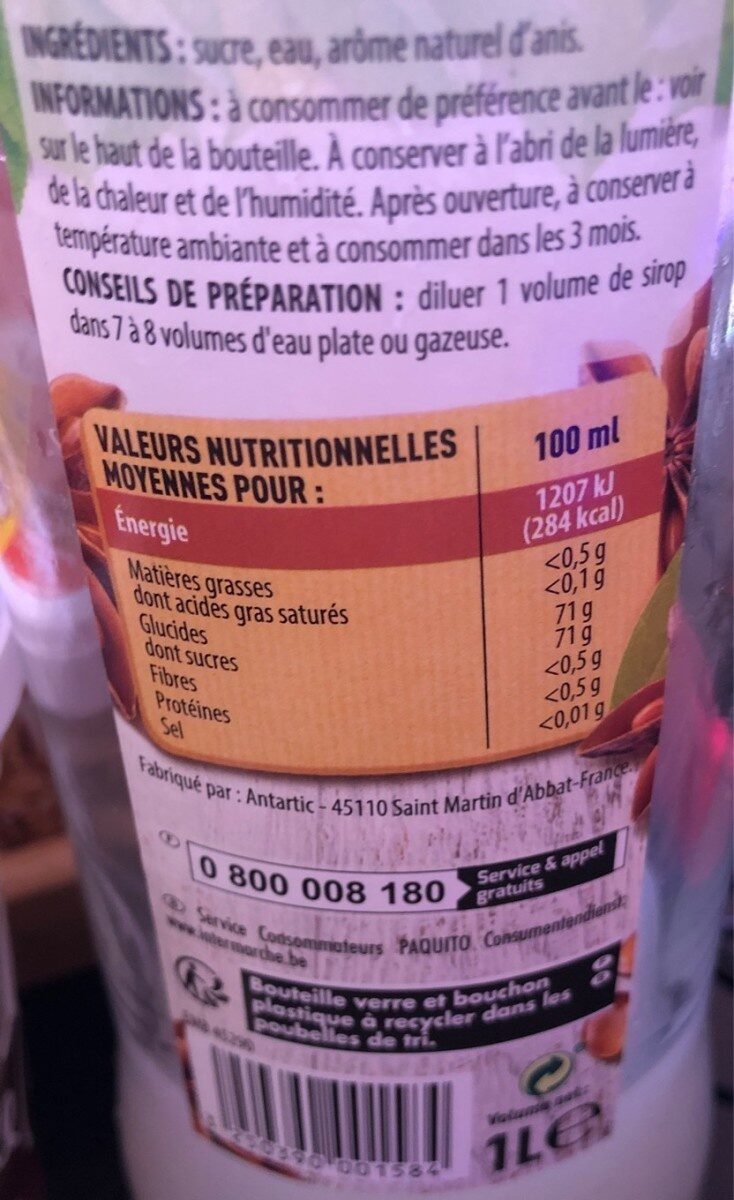 INGRÉDIENTS : sucre, eau, arôme naturel d'anis.
INFORMATIONS : à consommer de préférence avant le : voir
sur le haut de la bouteille. À conserver à l'abri de la lumière,
de la chaleur et de l'humidité. Après ouverture, à conserver à
température ambiante et à consommer dans les 3 mois.
CONSEILS DE PRÉPARATION : diluer 1 volume de sirop
dans 7 à 8 volumes d'eau plate ou gazeuse.
VALEURS NUTRITIONNELLES
MOYENNES POUR : 100 ml
Énergie 1207 kJ
(284 kcal)
Matières grasses <0,5 g
dont acides gras saturés <0,1 g
Glucides 71 g
dont sucres 71 g
Fibres <0,5 g
Protéines <0,5 g
Sel <0,01 g
Fabriqué par : Antartic - 45110 Saint Martin d'Abbat-France.
F
0 800 008 180 Service & appel
gratuits
B Service Consommateurs PAQUITO Consumentendienst:
www.intermarche.be
Bouteille verre et bouchon
plastique à recycler dans les
poubelles de tri.
EMB 45290
Volume net:
1L e
001584